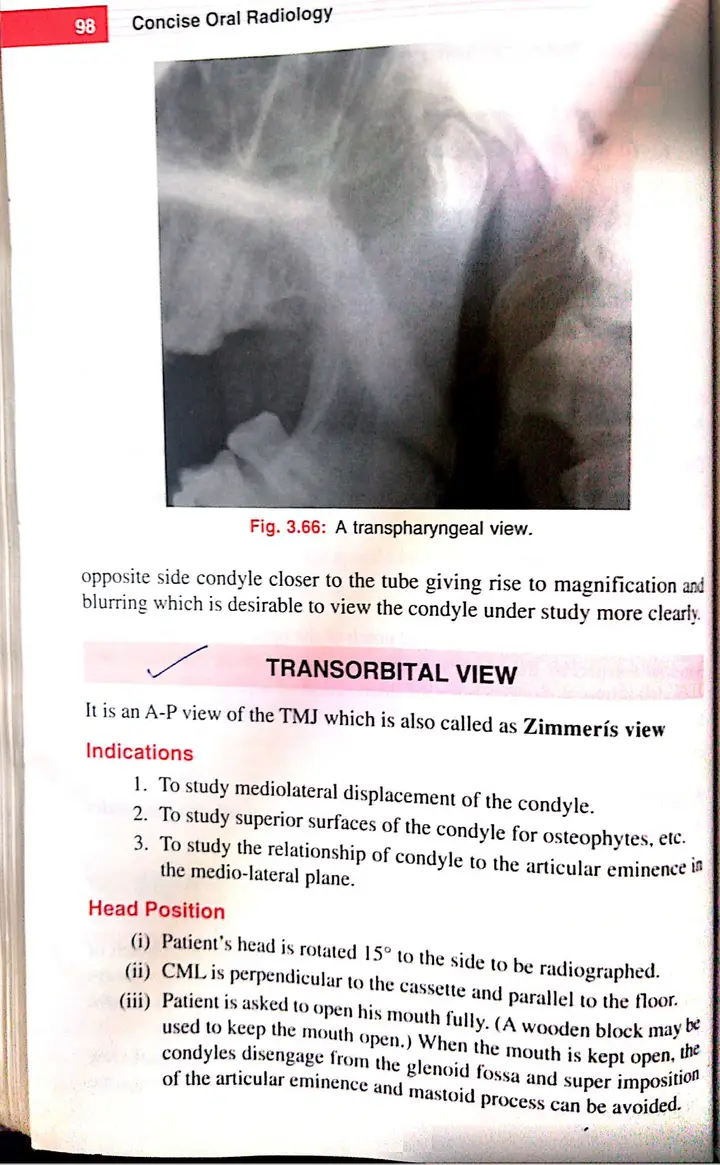 98 Concise Oral Radiology
Fig. 3.66: A transpharyngeal view.
opposite side condyle closer to the tube giving rise to magnification and
blurring which is desirable to view the condyle under study more clearly.
TRANSORBITAL VIEW
It is an A-P view of the TMJ which is also called as Zimmerís view
Indications
1. To study mediolateral displacement of the condyle.
2. To study superior surfaces of the condyle for osteophytes, etc.
3. To study the relationship of condyle to the articular eminence in
the medio-lateral plane.
Head Position
(i) Patient's head is rotated 15° to the side to be radiographed.
(ii) CML is perpendicular to the cassette and parallel to the floor.
(iii) Patient is asked to open his mouth fully. (A wooden block may be
used to keep the mouth open.) When the mouth is kept open, the
condyles disengage from the glenoid fossa and super imposition
of the articular eminence and mastoid process can be avoided.